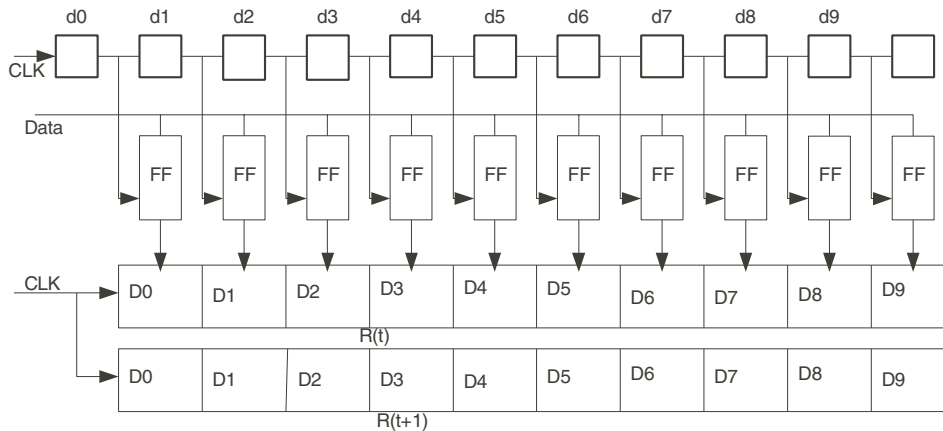 d0 d1 d2 d3 d4 d5 d6 d7 d8 d9
CLK
Data
FF FF FF FF FF FF FF FF FF FF
CLK
D0 D1 D2 D3 D4 D5 D6 D7 D8 D9
R(t)
D0 D1 D2 D3 D4 D5 D6 D7 D8 D9
R(t+1)